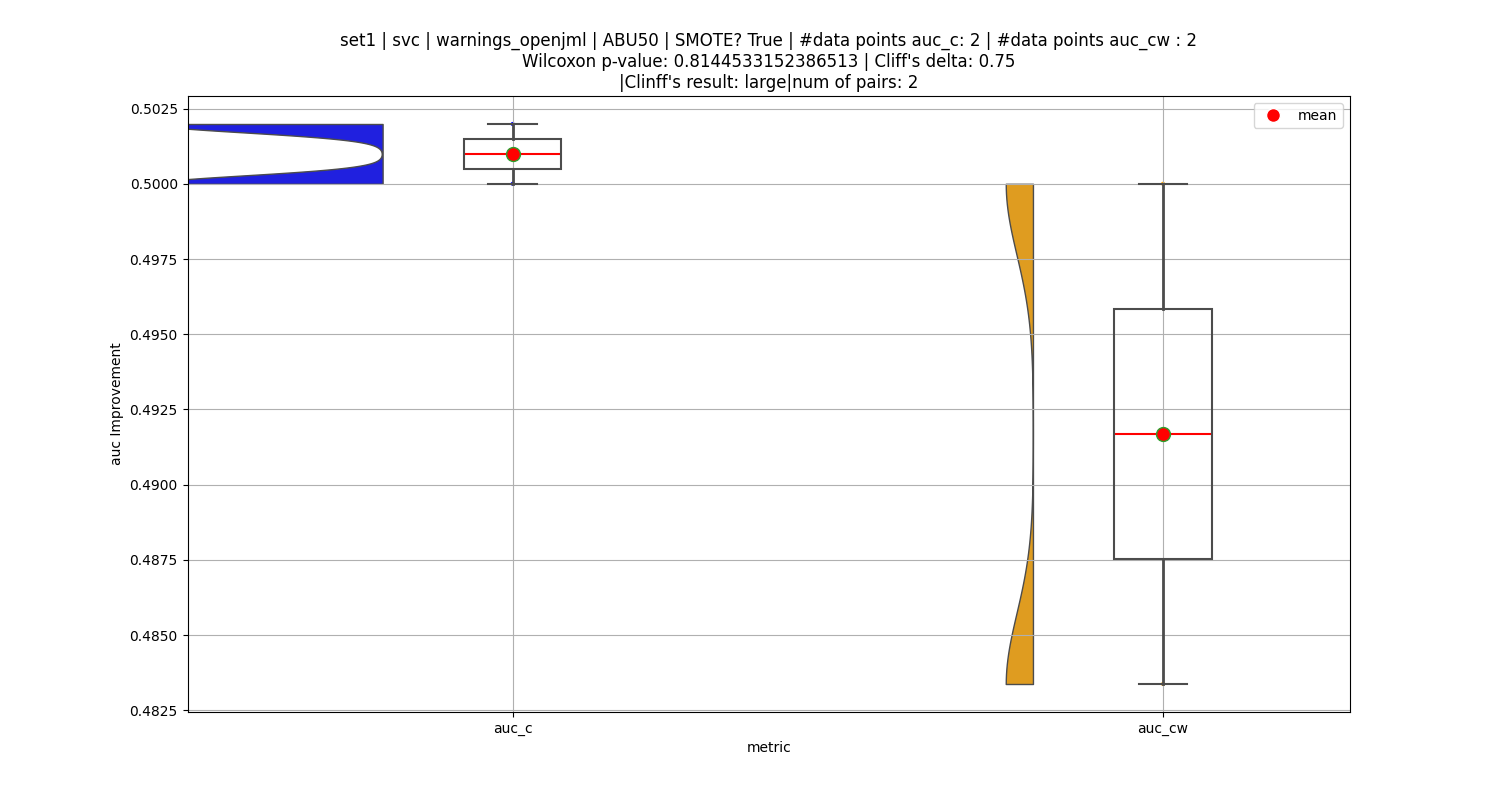 set1 | svc | warnings_openjml | ABU50 | SMOTE? True | #data points auc_c: 2 | #data points auc_cw : 2
Wilcoxon p-value: 0.8144533152386513 | Cliff's delta: 0.75
|Clinff's result: large|num of pairs: 2
mean
0.5025
0.5000
0.4975
0.4950
0.4925
0.4900
0.4875
0.4850
0.4825
auc Improvement
auc_c
auc_cw
metric